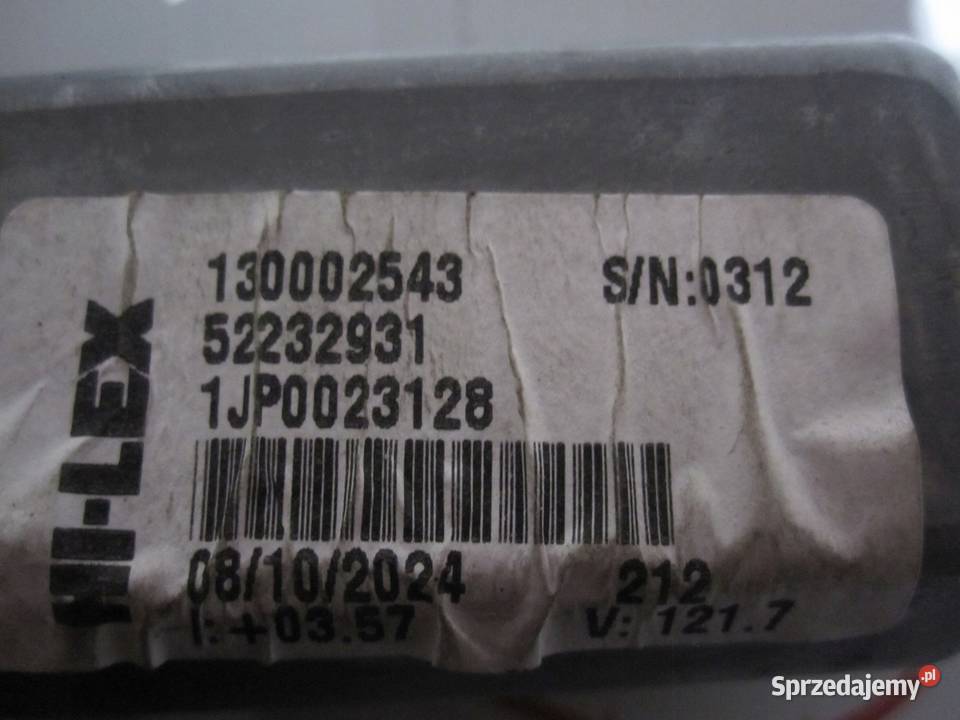 HI-LEX
130002543 S/N:0312
52232931
1JP0023128
08/10/2024 212
I: +03.57 V: 121.7
Sprzedajemy.pl